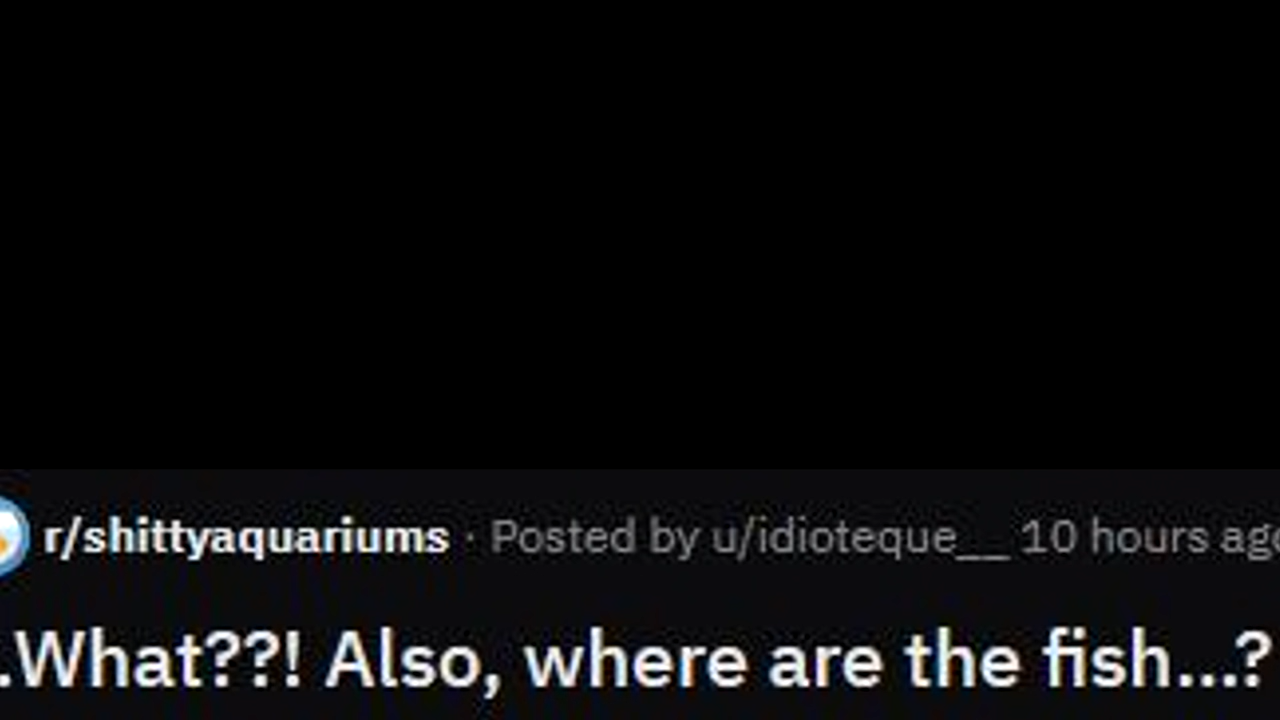 r/shittyaquariums · Posted by u/idioteque__ 10 hours ago
.What??! Also, where are the fish...?